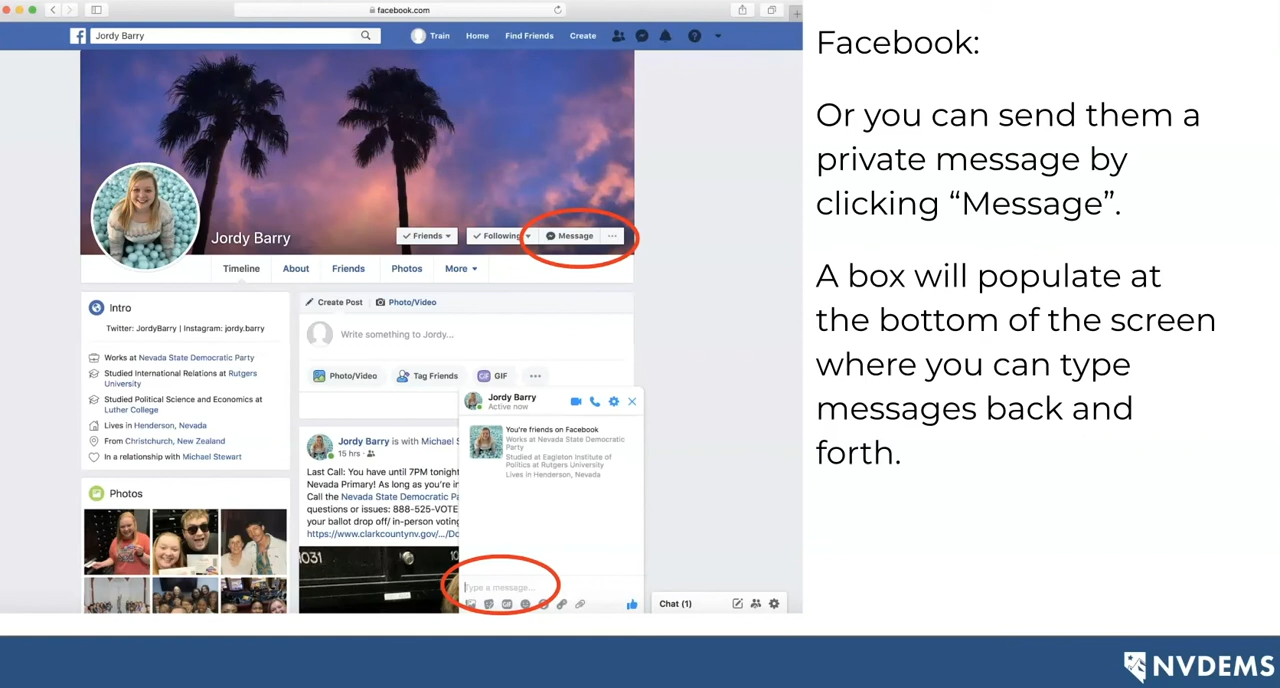 facebook.com
Jordy Barry
Train
Home
Find Friends
Create
Facebook:
Or you can send them a
private message by
clicking “Message”.
A box will populate at
the bottom of the screen
where you can type
messages back and
forth.
Jordy Barry
Friends
Following
Message
Timeline
About
Friends
Photos
More
Intro
Twitter: JordyBarry | Instagram: jordy.barry
Works at Nevada State Democratic Party
Studied International Relations at Rutgers
University
Studied Political Science and Economics at
Luther College
Lives in Henderson, Nevada
From Christchurch, New Zealand
In a relationship with Michael Stewart
Photos
Create Post
Photo/Video
Write something to Jordy...
Photo/Video
Tag Friends
GIF
GIF
Jordy Barry is with Michael S
15 hrs ·
Last Call: You have until 7PM tonight
Nevada Primary! As long as you're in
Call the Nevada State Democratic Pa
questions or issues: 888-525-VOTE
your ballot drop off/ in-person voting
https://www.clarkcountynv.gov/.../Do
1031
10
Jordy Barry
Active now
You're friends on Facebook
Works at Nevada State Democratic
Party
Studied at Eagleton Institute of
Politics at Rutgers University
Lives in Henderson, Nevada
Type a message...
GIF
Chat (1)
NVDEMS